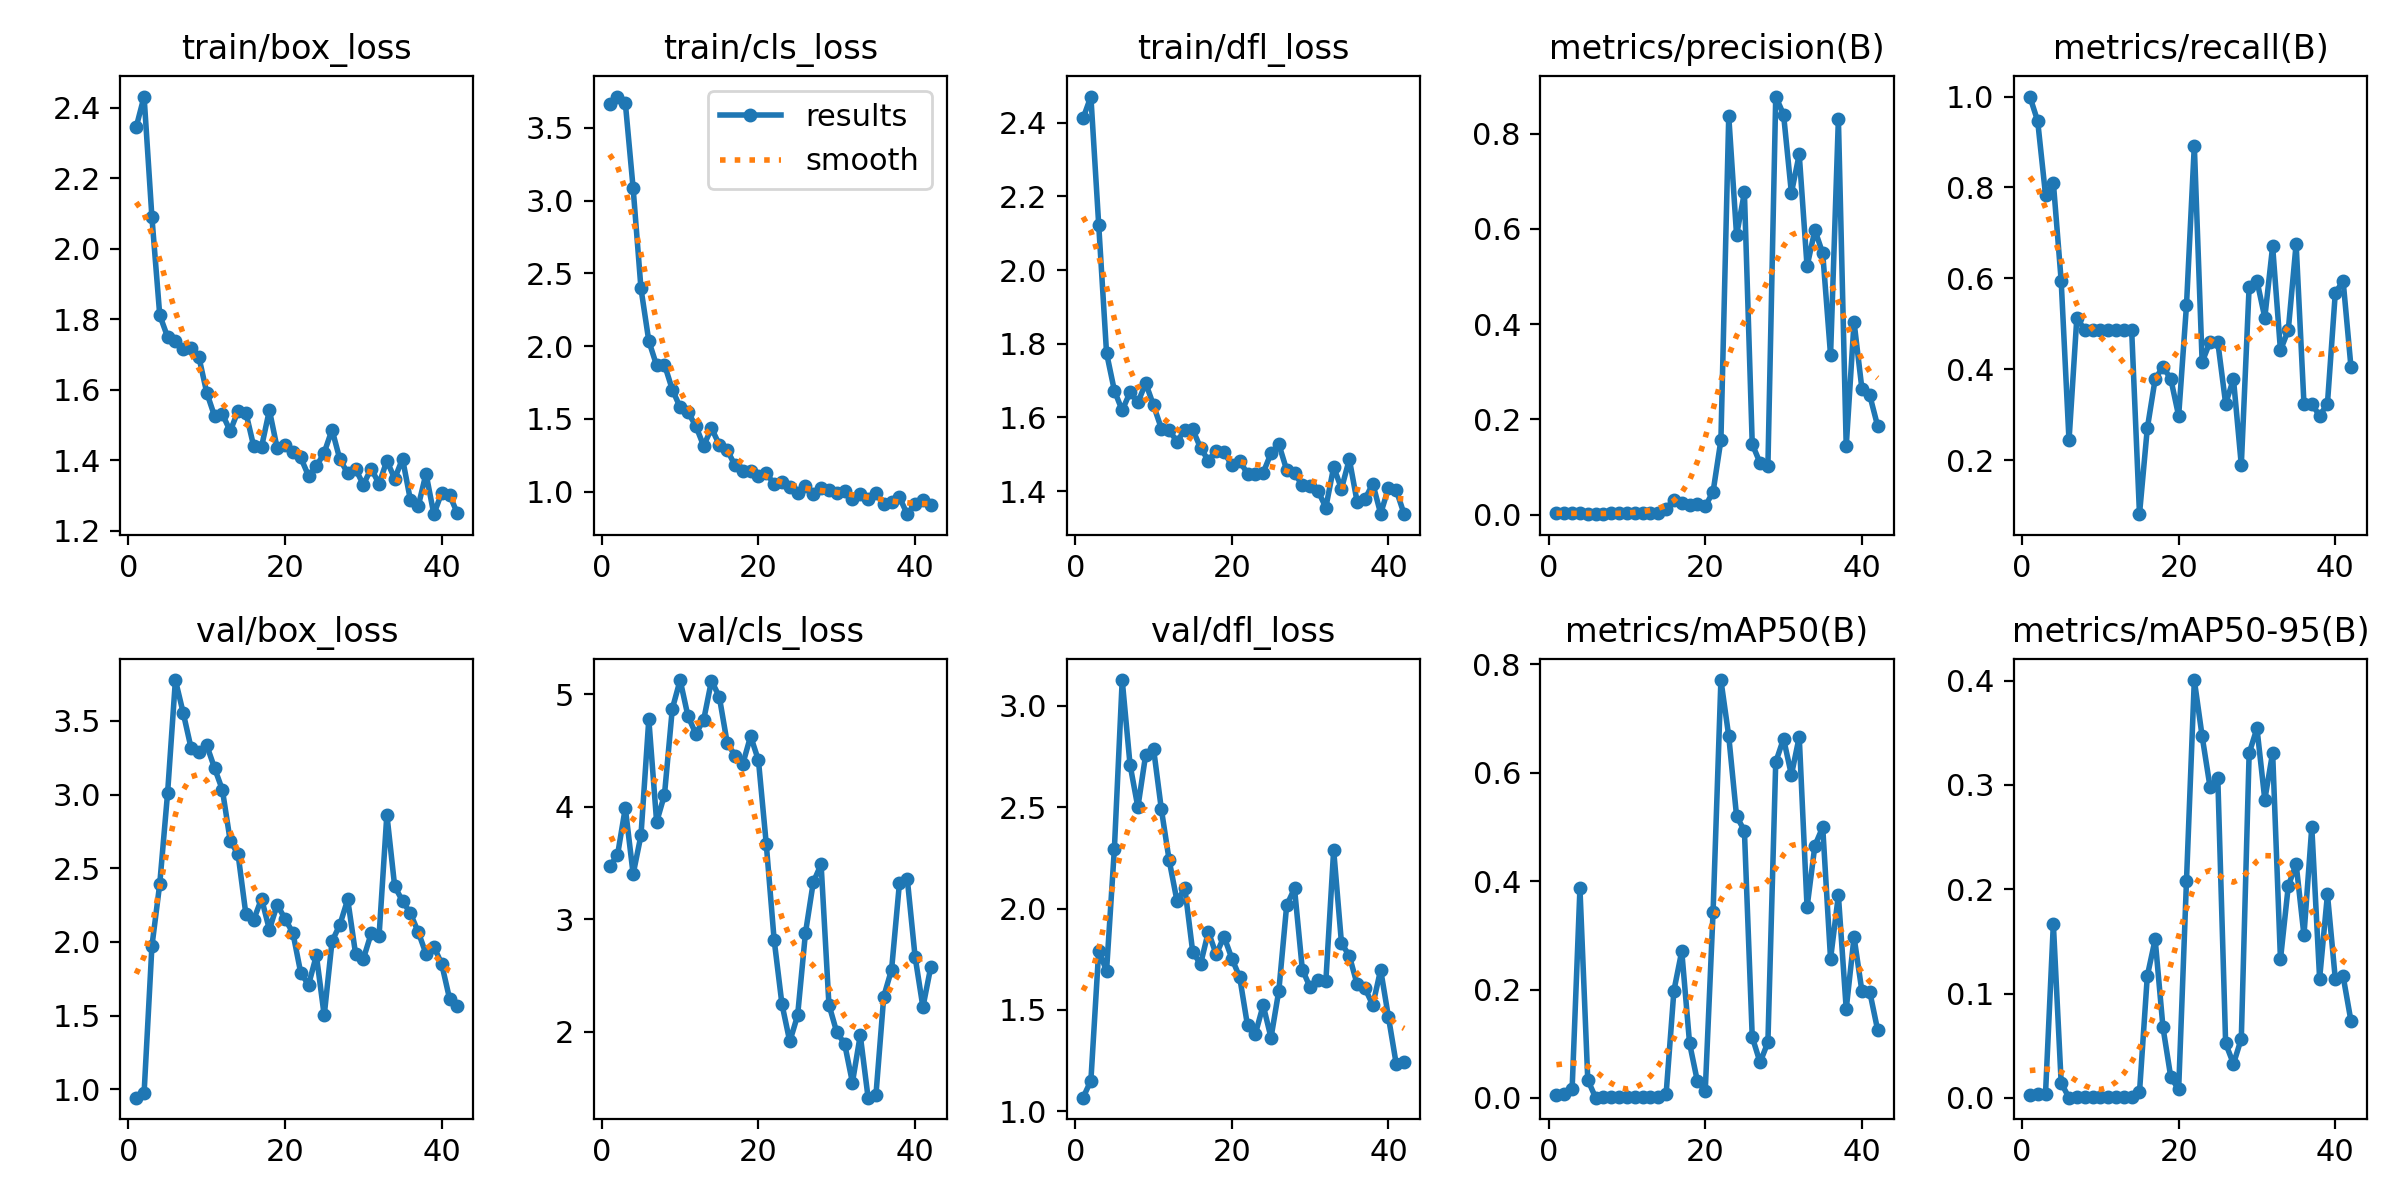 train/box_loss
2.4
2.2
2.0
1.8
1.6
1.4
1.2
0 20 40
train/cls_loss
results
smooth
3.5
3.0
2.5
2.0
1.5
1.0
0 20 40
train/dfl_loss
2.4
2.2
2.0
1.8
1.6
1.4
0 20 40
metrics/precision(B)
0.8
0.6
0.4
0.2
0.0
0 20 40
metrics/recall(B)
1.0
0.8
0.6
0.4
0.2
0 20 40
val/box_loss
3.5
3.0
2.5
2.0
1.5
1.0
0 20 40
val/cls_loss
5
4
3
2
0 20 40
val/dfl_loss
3.0
2.5
2.0
1.5
1.0
0 20 40
metrics/mAP50(B)
0.8
0.6
0.4
0.2
0.0
0 20 40
metrics/mAP50-95(B)
0.4
0.3
0.2
0.1
0.0
0 20 40